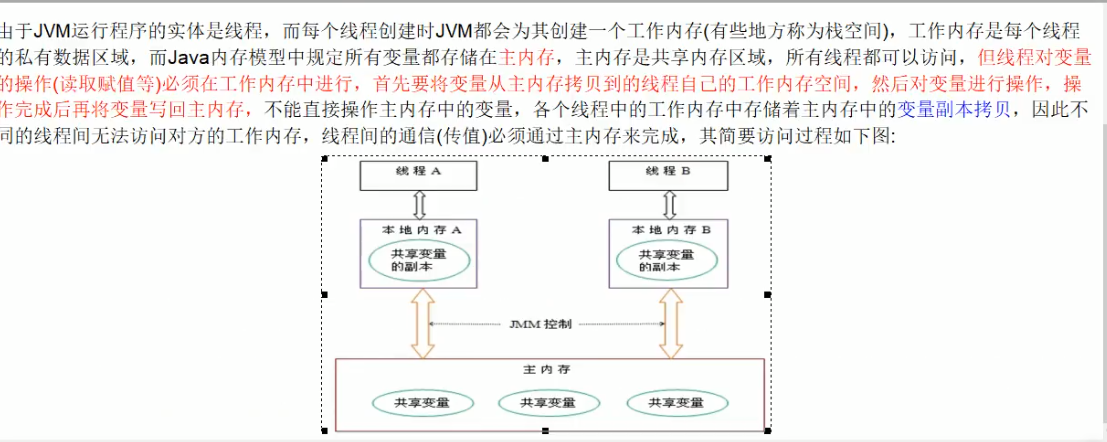 由于JVM运行程序的实体是线程，而每个线程创建时JVM都会为其创建一个工作内存(有些地方称为栈空间)，工作内存是每个线程
的私有数据区域，而Java内存模型中规定所有变量都存储在主内存，主内存是共享内存区域，所有线程都可以访问，但线程对变量
的操作(读取赋值等)必须在工作内存中进行，首先要将变量从主内存拷贝到的线程自己的工作内存空间，然后对变量进行操作，操
作完成后再将变量写回主内存，不能直接操作主内存中的变量，各个线程中的工作内存中存储着主内存中的变量副本拷贝，因此不
同的线程间无法访问对方的工作内存，线程间的通信(传值)必须通过主内存来完成，其简要访问过程如下图:
线程A
线程B
本地内存A
本地内存B
共享变量
的副本
共享变量
的副本
JMM控制
主内存
共享变量
共享变量
共享变量